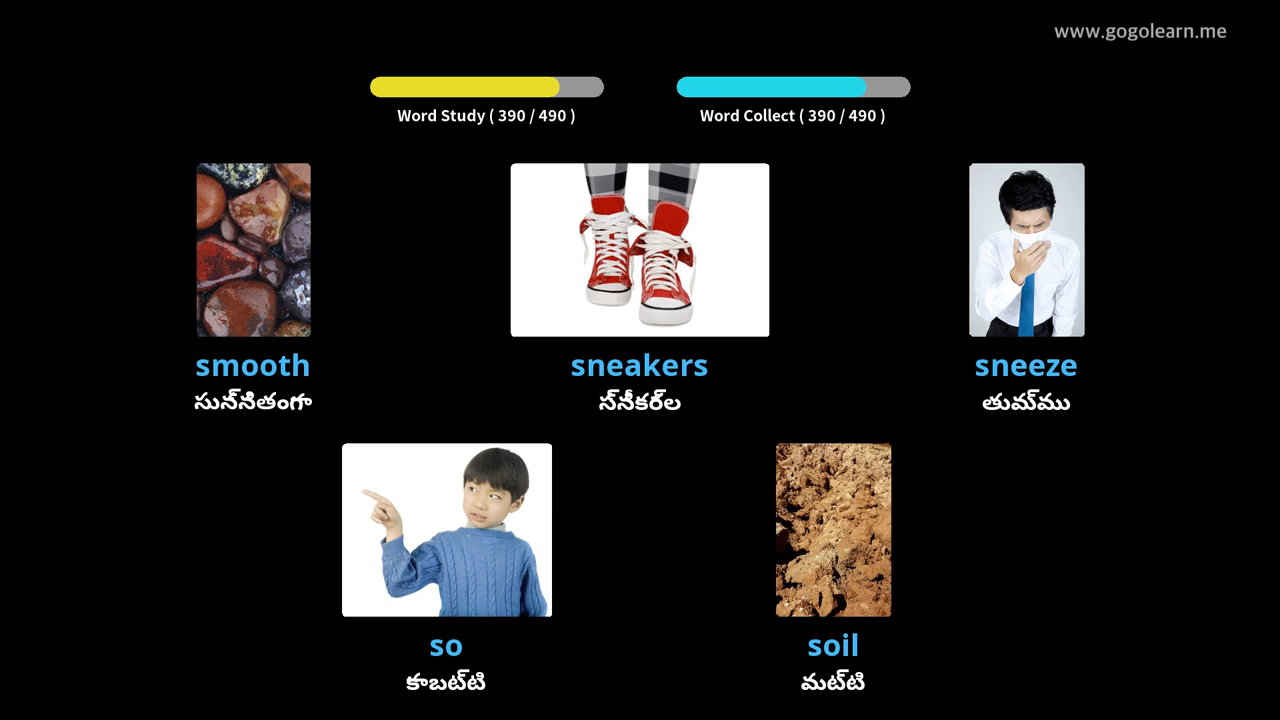 www.gogolearn.me
Word Study ( 390 / 490 )
Word Collect ( 390 / 490 )
smooth
సున్‌నితంగా
sneakers
స్‌నీకర్‌ల
sneeze
తుమ్‌ము
so
కాబట్‌టి
soil
మట్‌టి